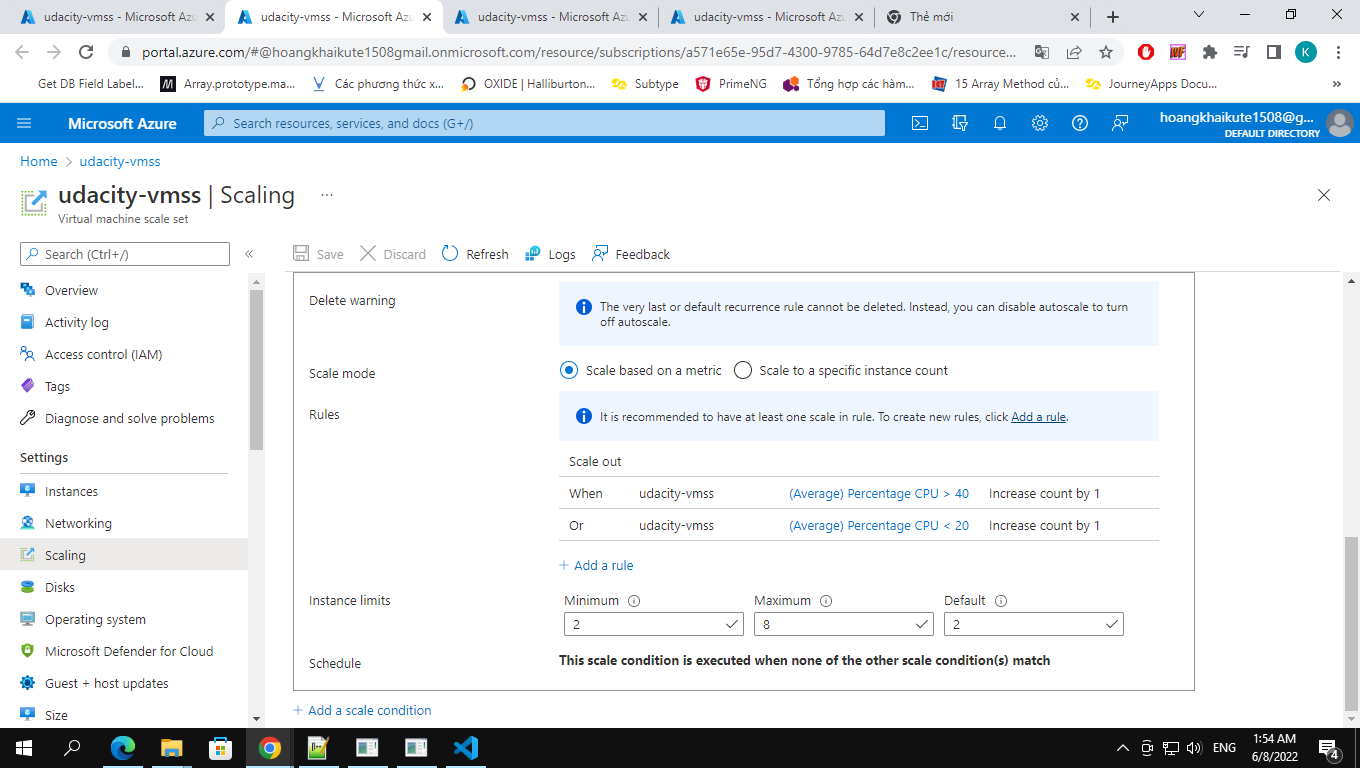 udacity-vmss - Microsoft Azu
udacity-vmss - Microsoft Azu
udacity-vmss - Microsoft Azu
udacity-vmss - Microsoft Azu
Thẻ mới
portal.azure.com/#@hoangkhaikute1508gmail.onmicrosoft.com/resource/subscriptions/a571e65e-95d7-4300-9785-64d7e8c2ee1c/resource...
K
Get DB Field Label...
Array.prototype.ma...
Các phương thức x...
OXIDE | Halliburton...
Subtype
PrimeNG
Tổng hợp các hàm...
15 Array Method củ...
JourneyApps Docu...
»
Microsoft Azure
Search resources, services, and docs (G+/)
hoangkhaikute1508@g...
DEFAULT DIRECTORY
Home > udacity-vmss
udacity-vmss | Scaling ...
Virtual machine scale set
Search (Ctrl+/)
«
Save
Discard
Refresh
Logs
Feedback
Overview
Activity log
Access control (IAM)
Tags
Diagnose and solve problems
Settings
Instances
Networking
Scaling
Disks
Operating system
Microsoft Defender for Cloud
Guest + host updates
Size
Delete warning
The very last or default recurrence rule cannot be deleted. Instead, you can disable autoscale to turn
off autoscale.
Scale mode
Scale based on a metric
Scale to a specific instance count
Rules
It is recommended to have at least one scale in rule. To create new rules, click Add a rule.
Scale out
When udacity-vmss (Average) Percentage CPU > 40 Increase count by 1
Or udacity-vmss (Average) Percentage CPU < 20 Increase count by 1
+ Add a rule
Instance limits
Minimum
2
Maximum
8
Default
2
Schedule
This scale condition is executed when none of the other scale condition(s) match
+ Add a scale condition
ENG
1:54 AM
6/8/2022
4